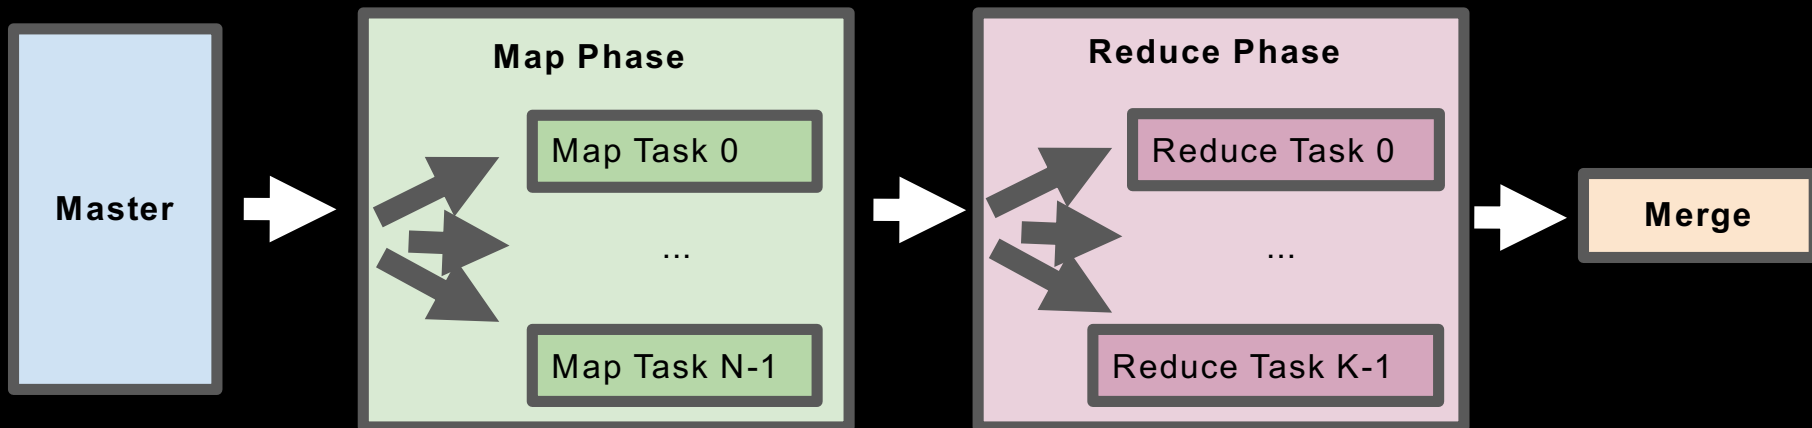 Master
Map Phase
Map Task 0
...
Map Task N-1
Reduce Phase
Reduce Task 0
...
Reduce Task K-1
Merge